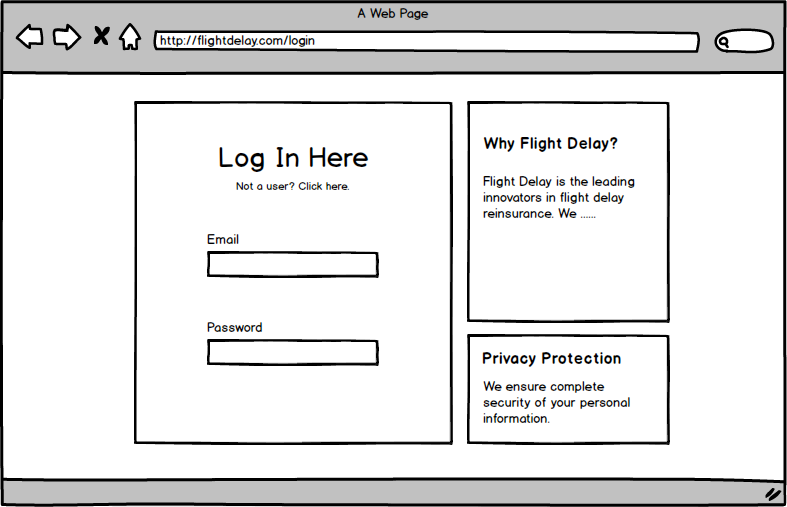 A Web Page
http://flightdelay.com/login
Log In Here
Not a user? Click here.
Email
Password
Why Flight Delay?
Flight Delay is the leading
innovators in flight delay
reinsurance. We ......
Privacy Protection
We ensure complete
security of your personal
information.